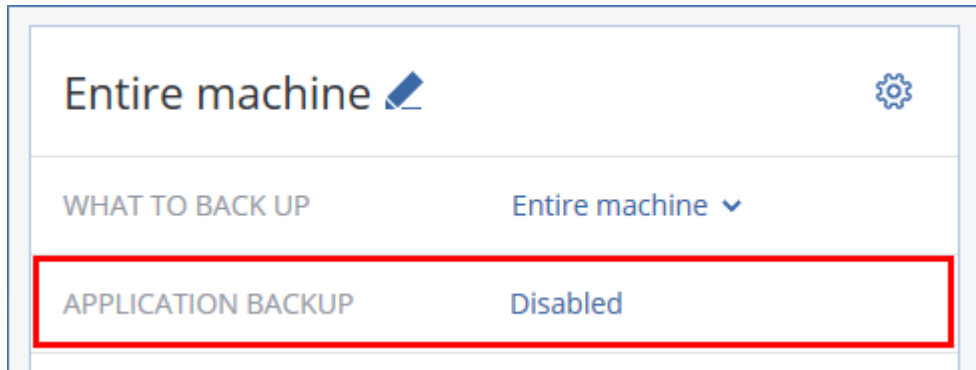 Entire machine
WHAT TO BACK UP Entire machine
APPLICATION BACKUP Disabled